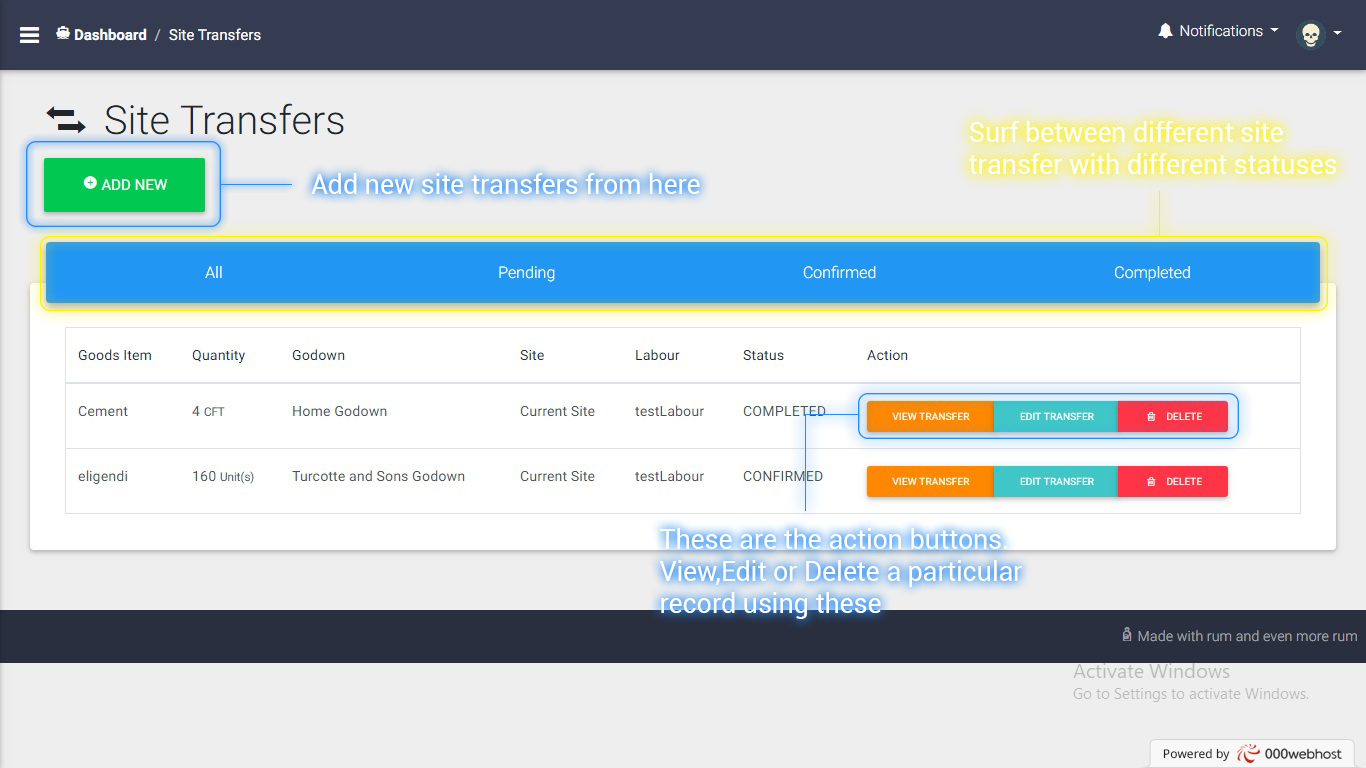 Dashboard / Site Transfers
Notifications
Site Transfers
Surf between different site
transfer with different statuses
ADD NEW
Add new site transfers from here
All Pending Confirmed Completed
Goods Item Quantity Godown Site Labour Status Action
Cement 4 CFT Home Godown Current Site testLabour COMPLETED VIEW TRANSFER EDIT TRANSFER DELETE
eligendi 160 Unit(s) Turcotte and Sons Godown Current Site testLabour CONFIRMED VIEW TRANSFER EDIT TRANSFER DELETE
These are the action buttons.
View,Edit or Delete a particular
record using these
Made with rum and even more rum
Activate Windows
Go to Settings to activate Windows.
Powered by 000webhost